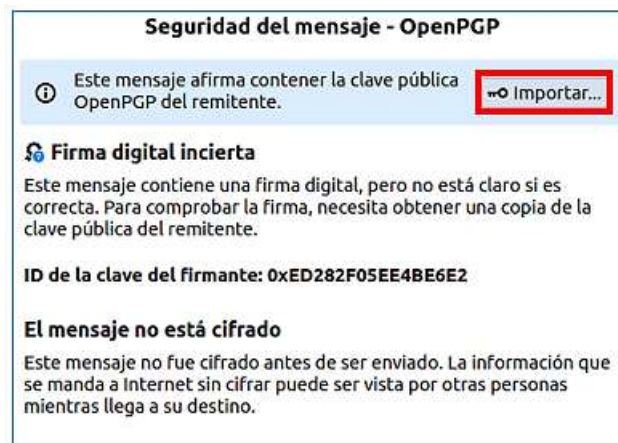 Seguridad del mensaje - OpenPGP
Este mensaje afirma contener la clave pública
OpenPGP del remitente.
Importar...
Firma digital incierta
Este mensaje contiene una firma digital, pero no está claro si es
correcta. Para comprobar la firma, necesita obtener una copia de la
clave pública del remitente.
ID de la clave del firmante: 0xED282F05EE4BE6E2
El mensaje no está cifrado
Este mensaje no fue cifrado antes de ser enviado. La información que
se manda a Internet sin cifrar puede ser vista por otras personas
mientras llega a su destino.